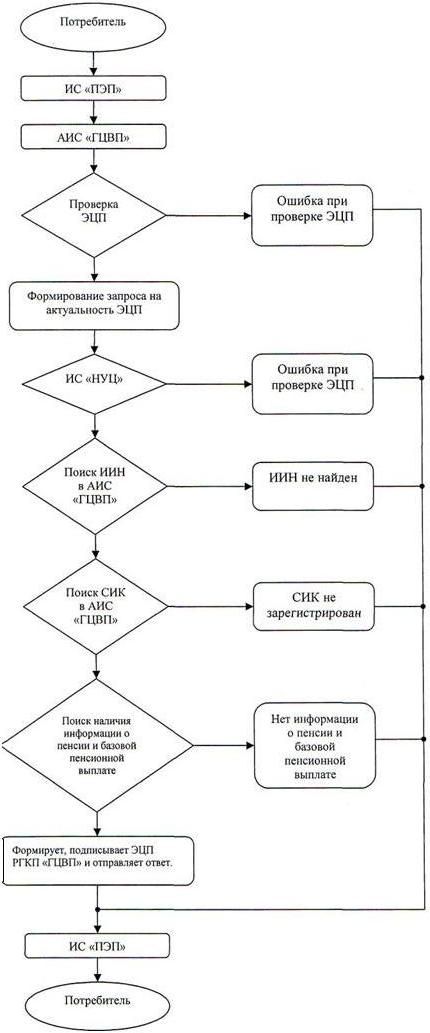 Потребитель
ИС «ПЭП»
АИС «ГЦВП»
Проверка
ЭЦП
Ошибка при
проверке ЭЦП
Формирование запроса на
актуальность ЭЦП
ИС «НУЦ»
Ошибка при
проверке ЭЦП
Поиск ИИН
в АИС
«ГЦВП»
ИИН не найден
Поиск СИК
в АИС
«ГЦВП»
СИК не
зарегистрирован
Поиск наличия
информации о
пенсии и базовой
пенсионной
выплате
Нет информации
о пенсии и
базовой
пенсионной
выплате
Формирует, подписывает ЭЦП
РГКП «ГЦВП» и отправляет ответ.
ИС «ПЭП»
Потребитель